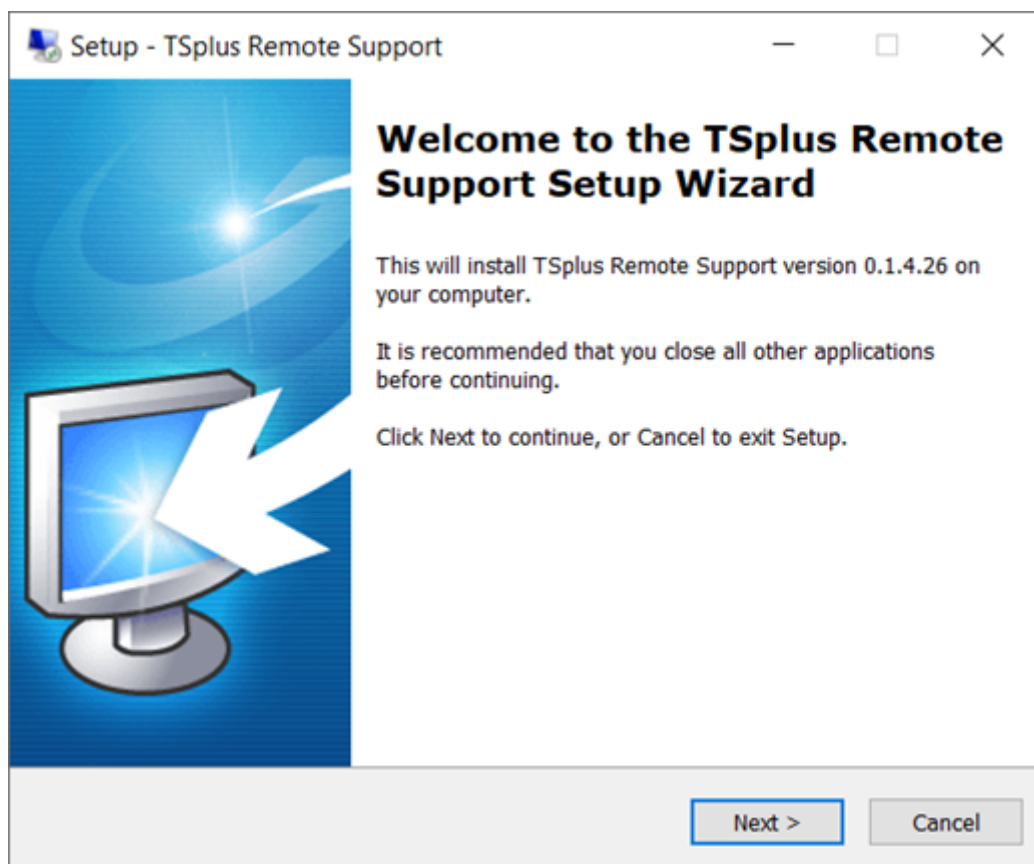 Setup - TSplus Remote Support
Welcome to the TSplus Remote
Support Setup Wizard
This will install TSplus Remote Support version 0.1.4.26 on
your computer.
It is recommended that you close all other applications
before continuing.
Click Next to continue, or Cancel to exit Setup.
Next >
Cancel